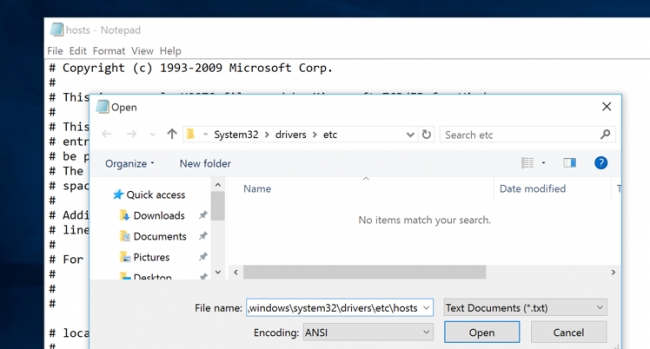 hosts - Notepad
File Edit Format View Help
# Copyright (c) 1993-2009 Microsoft Corp.
#
# This
#
# This
# entr
# be p
# The
# spac
#
# Addi
# line
#
# For
#
#
#
# loca
#
Open
« System32 › drivers › etc
Search etc
Organize
New folder
Quick access
Downloads
Documents
Pictures
Desktop
Name
Date modified
T
No items match your search.
File name: \windows\system32\drivers\etc\hosts
Text Documents (*.txt)
Encoding: ANSI
Open
Cancel